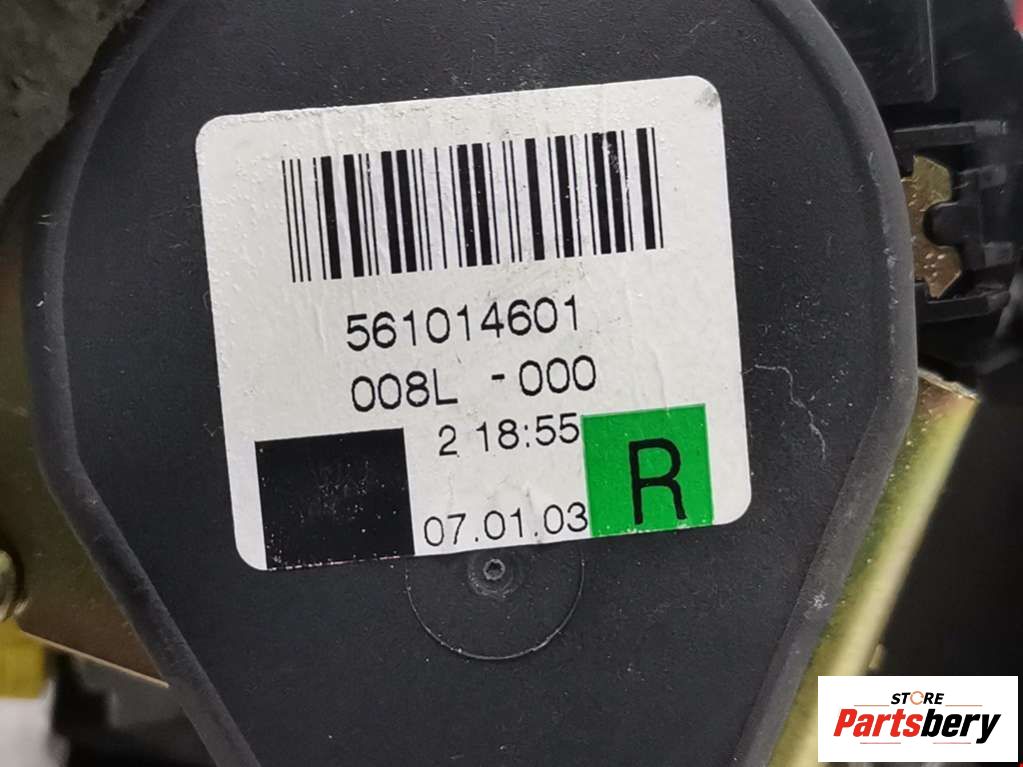 561014601
008L - 000
2 18:55
R
07.01.03
STORE
Partsbery